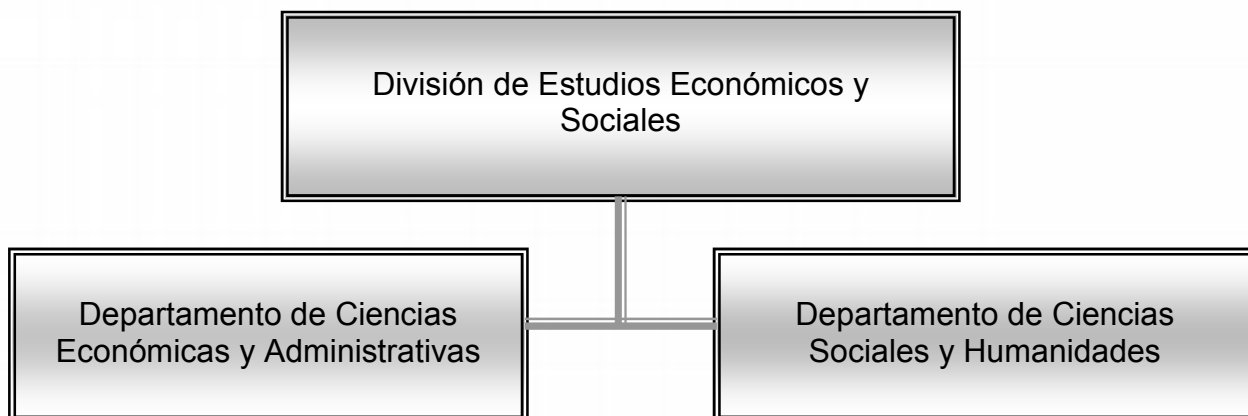 División de Estudios Económicos y
Sociales
Departamento de Ciencias
Económicas y Administrativas
Departamento de Ciencias
Sociales y Humanidades